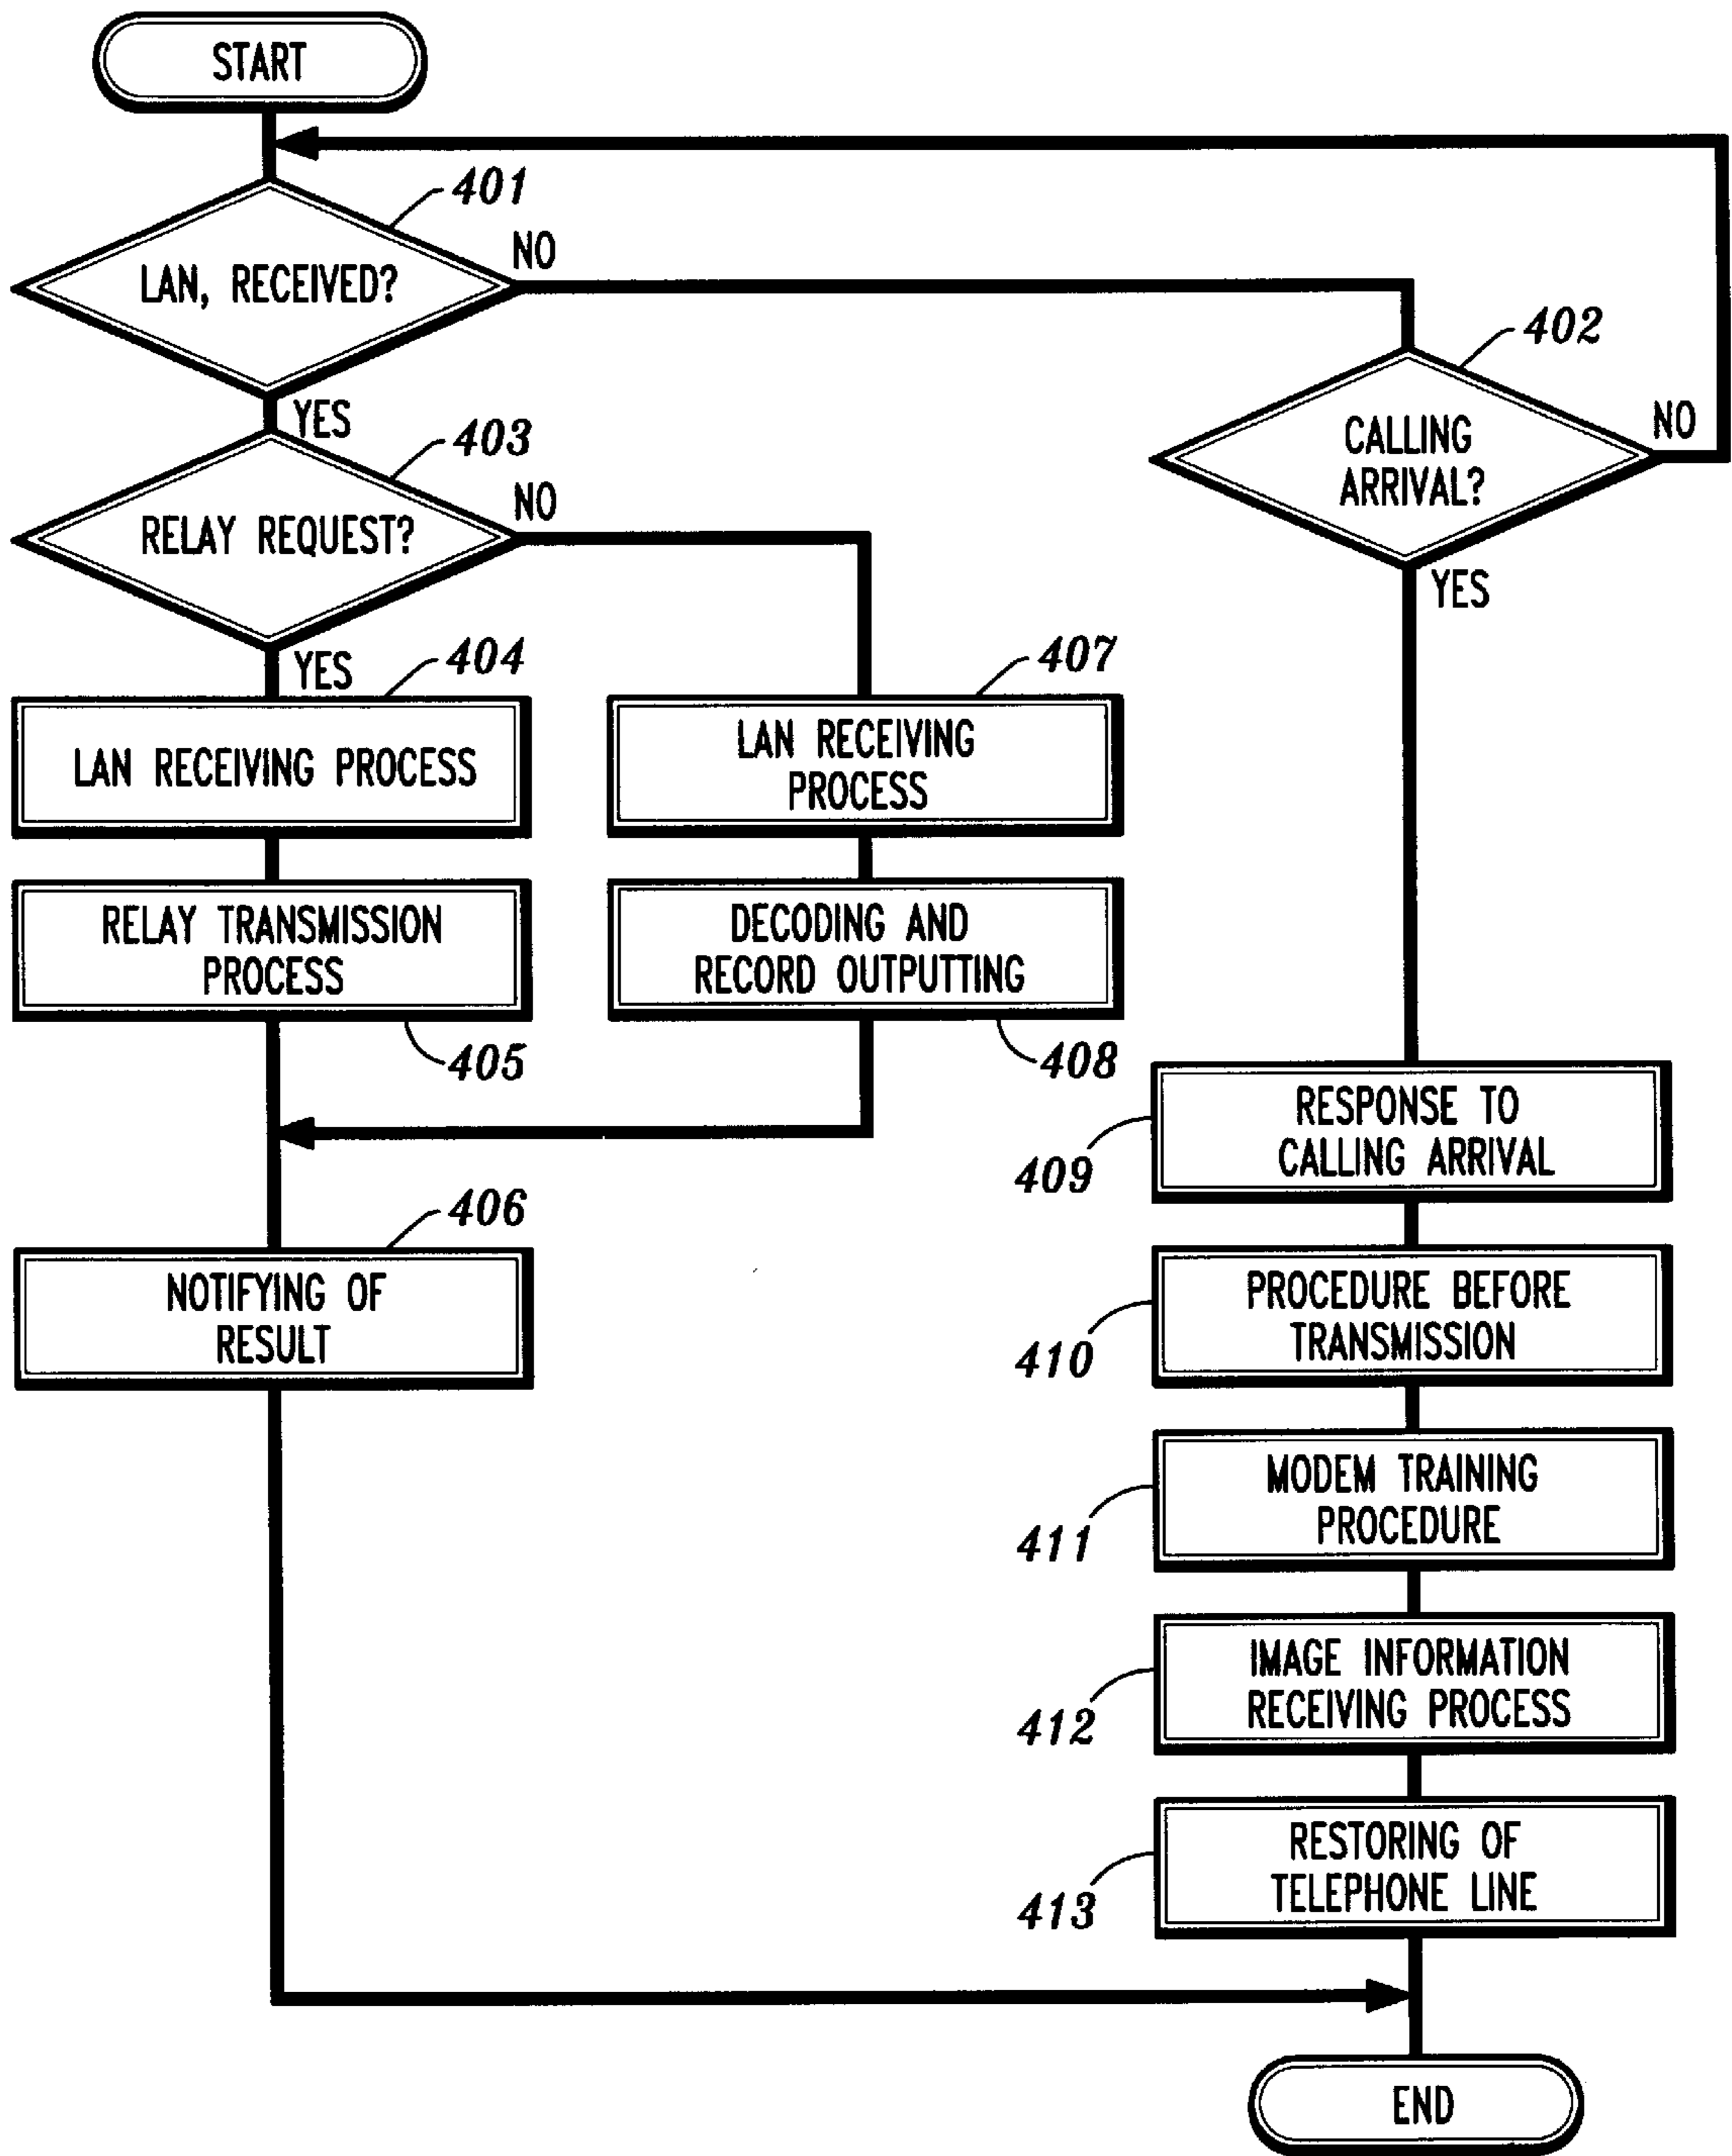 START
401
LAN, RECEIVED?
NO
YES
402
CALLING
ARRIVAL?
NO
YES
403
RELAY REQUEST?
NO
YES
404
LAN RECEIVING PROCESS
RELAY TRANSMISSION
PROCESS
405
407
LAN RECEIVING
PROCESS
DECODING AND
RECORD OUTPUTTING
408
406
NOTIFYING OF
RESULT
RESPONSE TO
CALLING ARRIVAL
409
PROCEDURE BEFORE
TRANSMISSION
410
MODEM TRAINING
PROCEDURE
411
IMAGE INFORMATION
RECEIVING PROCESS
412
RESTORING OF
TELEPHONE LINE
413
END